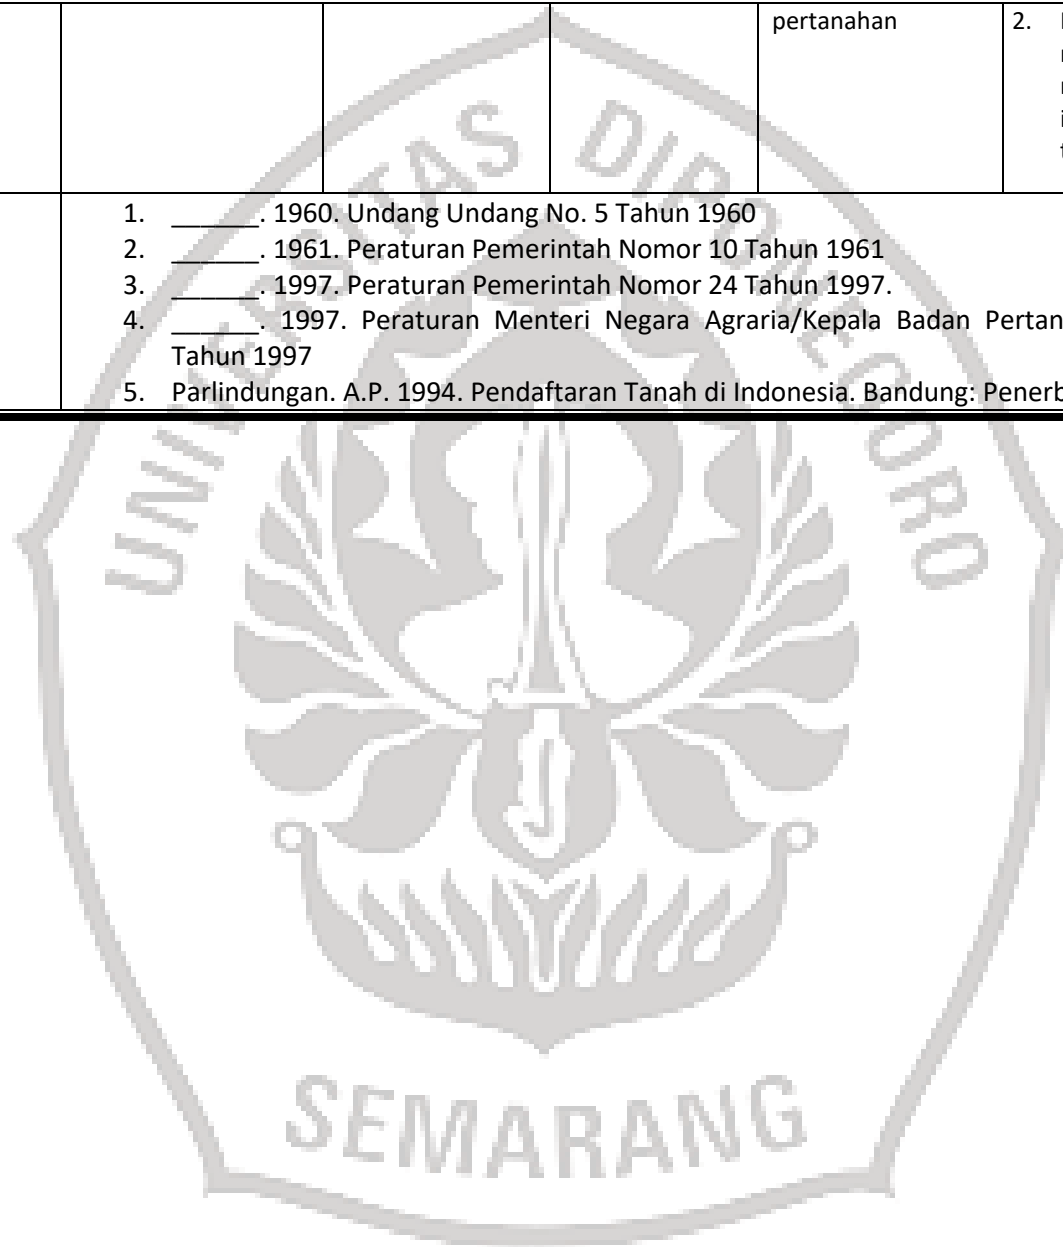 pertanahan
2.
1. ______. 1960. Undang Undang No. 5 Tahun 1960
2. ______. 1961. Peraturan Pemerintah Nomor 10 Tahun 1961
3. ______. 1997. Peraturan Pemerintah Nomor 24 Tahun 1997.
4. ______. 1997. Peraturan Menteri Negara Agraria/Kepala Badan
Tahun 1997
5. Parlindungan. A.P. 1994. Pendaftaran Tanah di Indonesia. Bandung:
UNIVERSITAS DIPONEGORO
SEMARANG